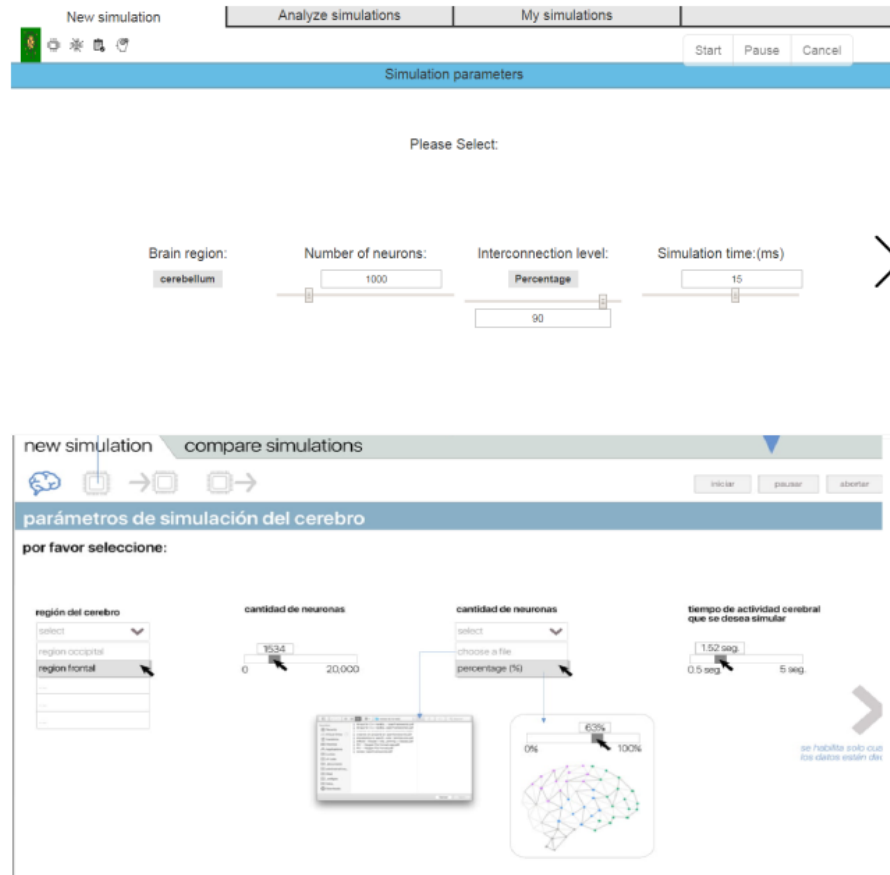 New simulation Analyze simulations My simulations
Start Pause Cancel
Simulation parameters
Please Select:
Brain region: Number of neurons: Interconnection level: Simulation time:(ms)
cerebellum 1000 Percentage 15
90
new simulation compare simulations
iniciar pausar abortar
parámetros de simulación del cerebro
por favor seleccione:
región del cerebro cantidad de neuronas cantidad de neuronas tiempo de actividad cerebral
que se desea simular
select select
region occipital 1534 choose a file 1.52 seg.
region frontal 0 20,000 percentage (%) 0.5 seg. 5 seg.
...
...
...
63%
0% 100%
se habilita solo cua
los datos están da